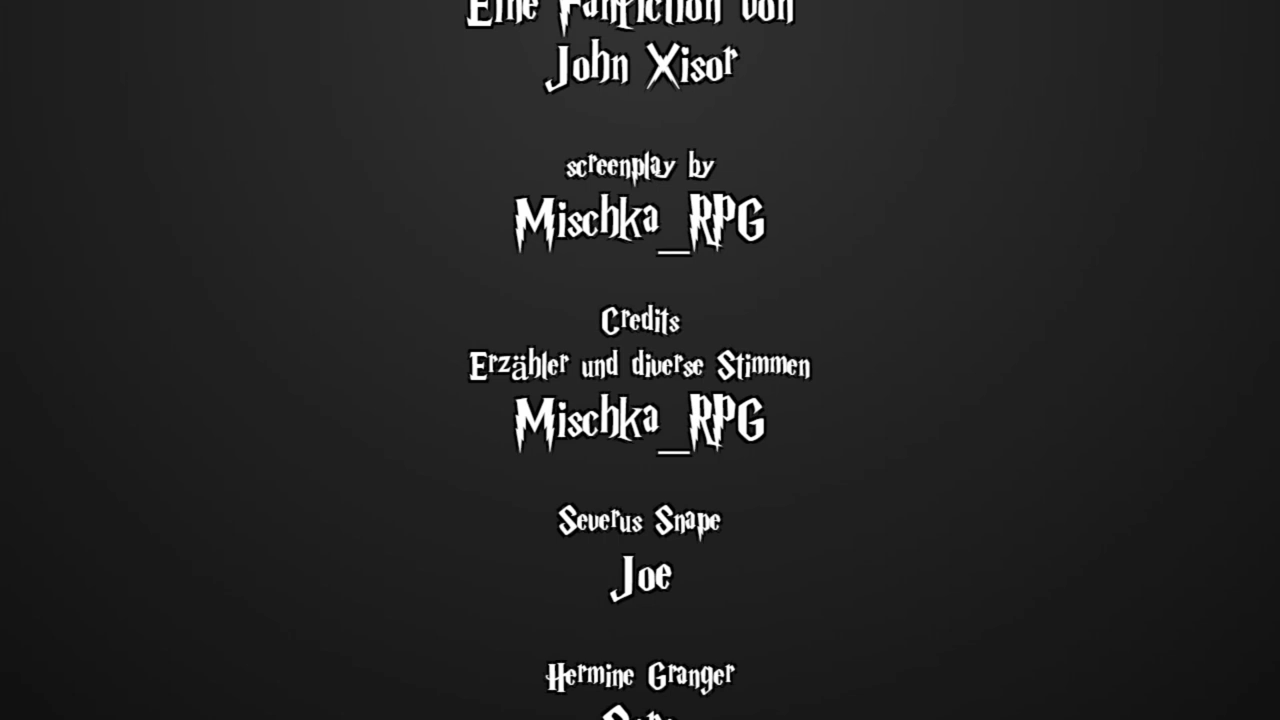 Eine Fanfiction von
John Xisor
screenplay by
Mischka_RPG
Credits
Erzähler und diverse Stimmen
Mischka_RPG
Severus Snape
Joe
Hermine Granger